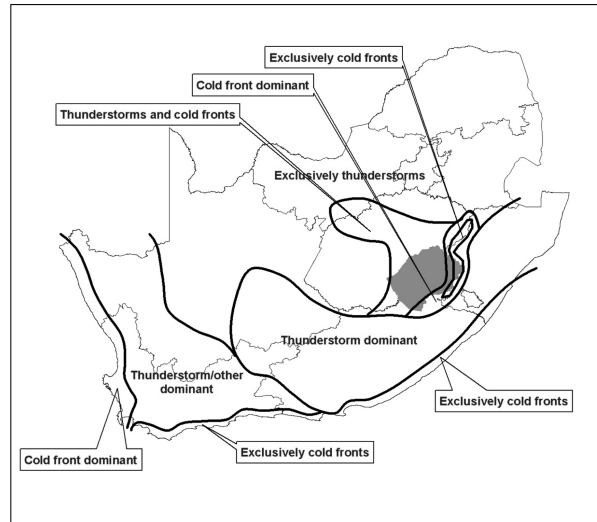 Exclusively cold fronts
Cold front dominant
Thunderstorms and cold fronts
Exclusively thunderstorms
Thunderstorm dominant
Thunderstorm/other
dominant
Exclusively cold fronts
Exclusively cold fronts
Cold front dominant